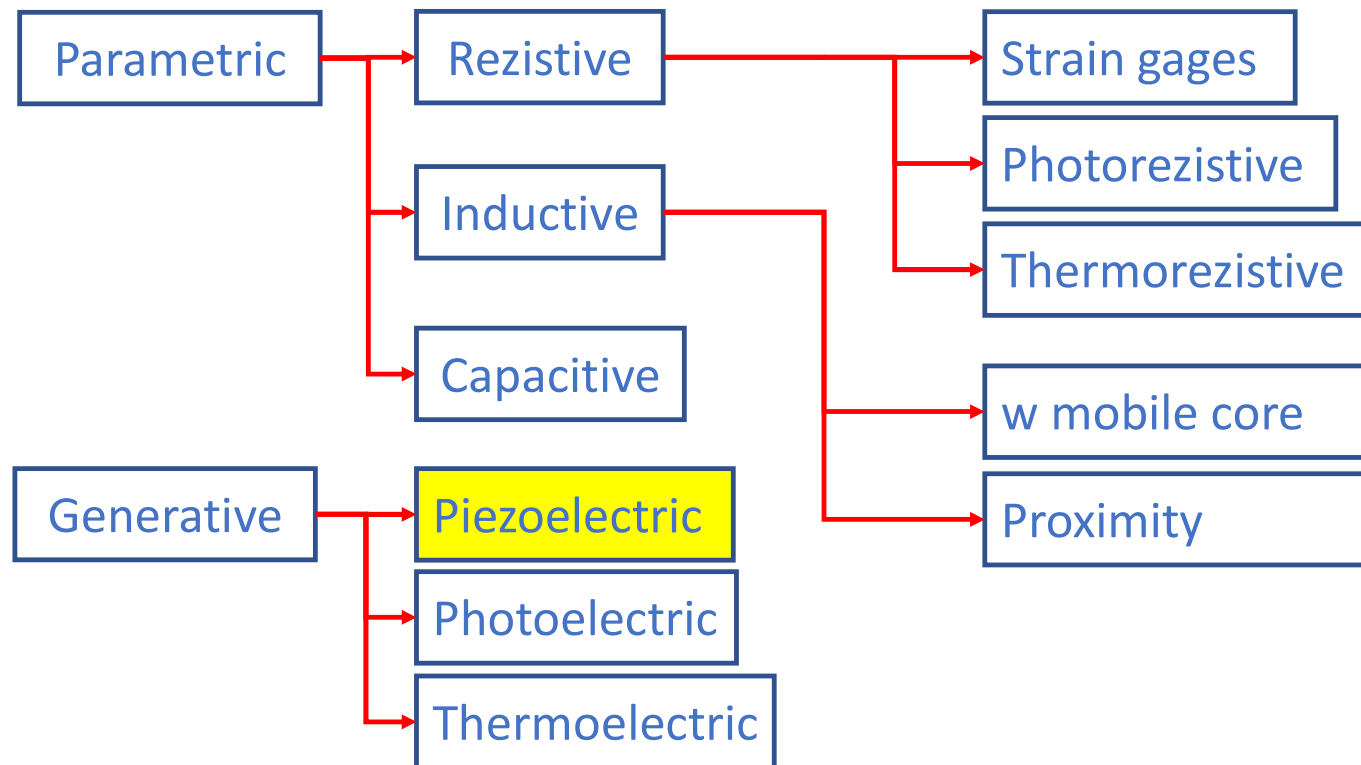 Parametric
Rezistive
Strain gages
Photorezistive
Inductive
Thermorezistive
Capacitive
w mobile core
Generative
Piezoelectric
Proximity
Photoelectric
Thermoelectric